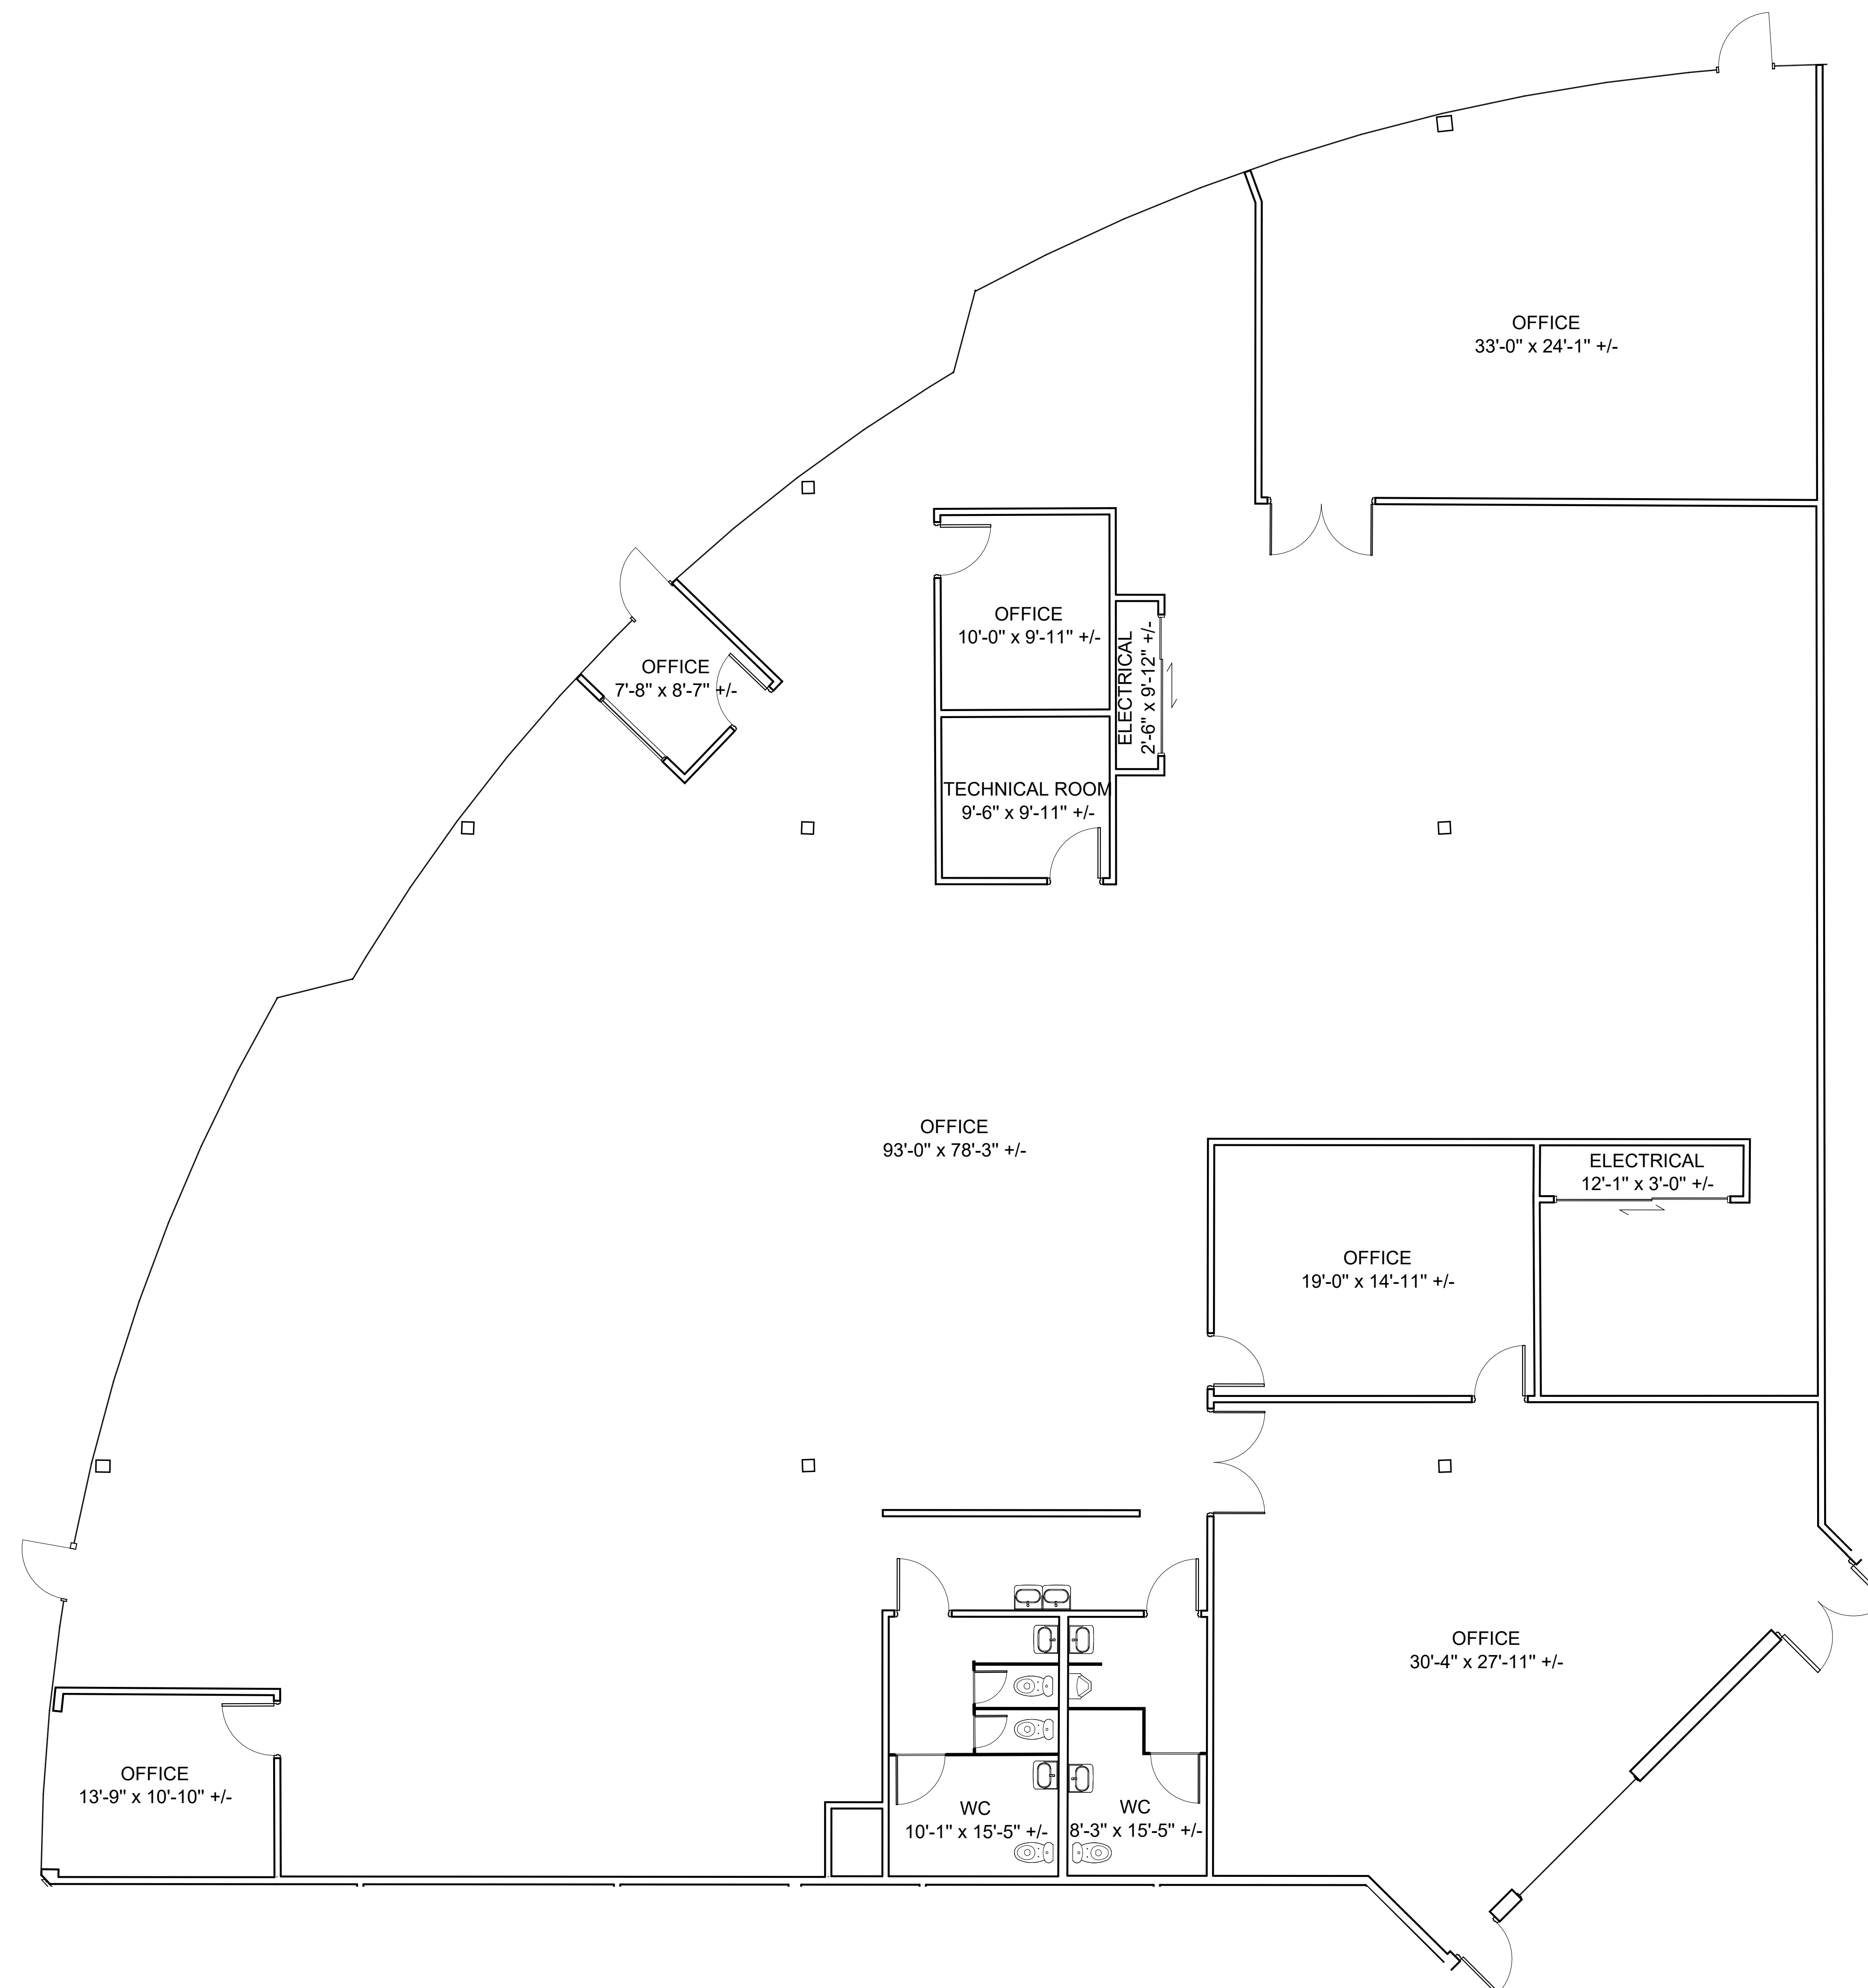 OFFICE
33'-0" x 24'-1" +/-
OFFICE
10'-0" x 9'-11" +/-
ELECTRICAL
2'-6" x 9'-12" +/-
OFFICE
7'-8" x 8'-7" +/-
TECHNICAL ROOM
9'-6" x 9'-11" +/-
OFFICE
93'-0" x 78'-3" +/-
ELECTRICAL
12'-1" x 3'-0" +/-
OFFICE
19'-0" x 14'-11" +/-
OFFICE
30'-4" x 27'-11" +/-
OFFICE
13'-9" x 10'-10" +/-
WC
10'-1" x 15'-5" +/-
WC
8'-3" x 15'-5" +/-